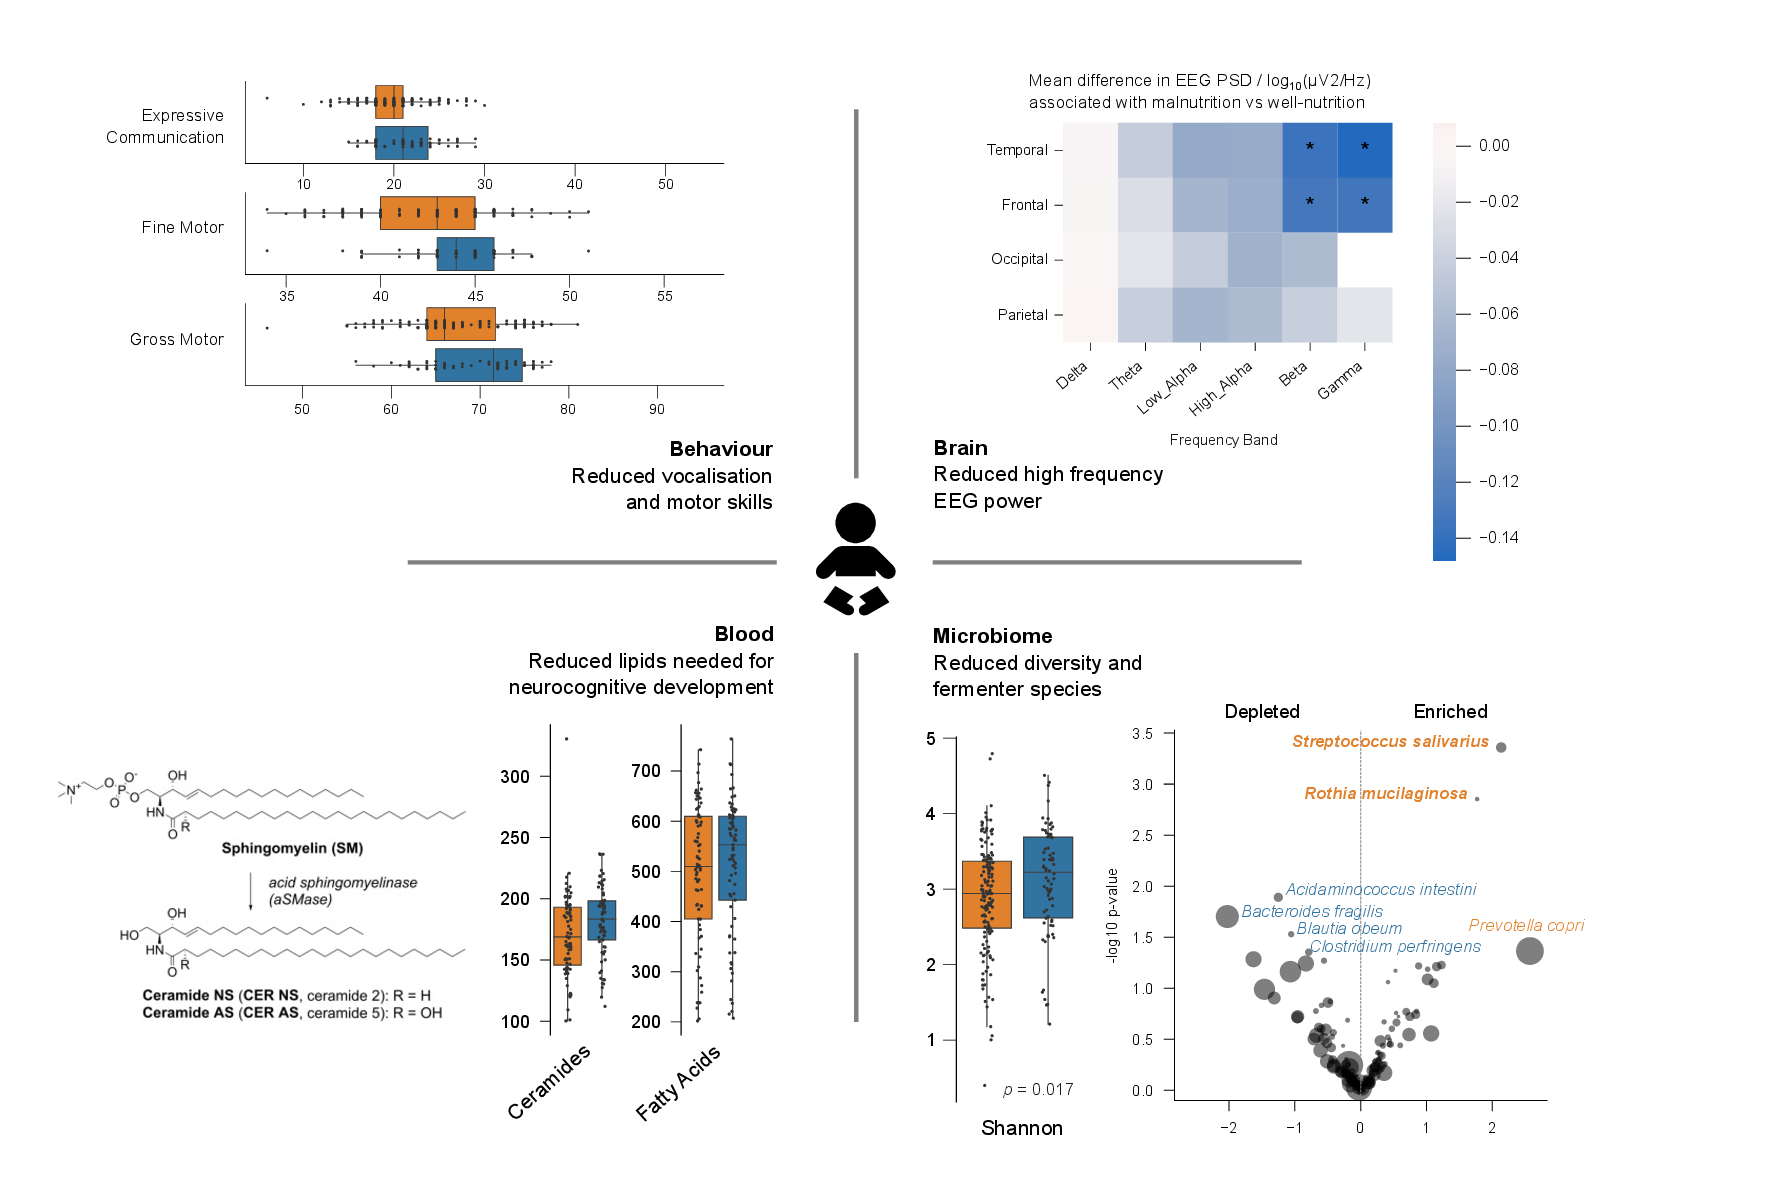 Expressive
Communication
10 20 30 40 50
Fine Motor
35 40 45 50 55
Gross Motor
50 60 70 80 90
Behaviour
Reduced vocalisation
and motor skills
Mean difference in EEG PSD / log10(µV2/Hz)
associated with malnutrition vs well-nutrition
Temporal
* *
Frontal
* *
Occipital
Parietal
Delta Theta Low_Alpha High_Alpha Beta Gamma
Frequency Band
0.00
−0.02
−0.04
−0.06
−0.08
−0.10
−0.12
−0.14
Brain
Reduced high frequency
EEG power
Blood
Reduced lipids needed for
neurocognitive development
N+ O P O- O O OH
HN O R
Sphingomyelin (SM)
acid sphingomyelinase
(aSMase)
OH
HO
HN O R
Ceramide NS (CER NS, ceramide 2): R = H
Ceramide AS (CER AS, ceramide 5): R = OH
300
250
200
150
100
Ceramides
700
600
500
400
300
200
Fatty Acids
Microbiome
Reduced diversity and
fermenter species
5
4
3
2
1
p = 0.017
Shannon
Depleted Enriched
3.5
3.0
2.5
2.0
1.5
1.0
0.5
0.0
-log10 p-value
Streptococcus salivarius
Rothia mucilaginosa
Acidaminococcus intestini
Bacteroides fragilis
Blautia obeum
Prevotella copri
Clostridium perfringens
−2 −1 0 1 2